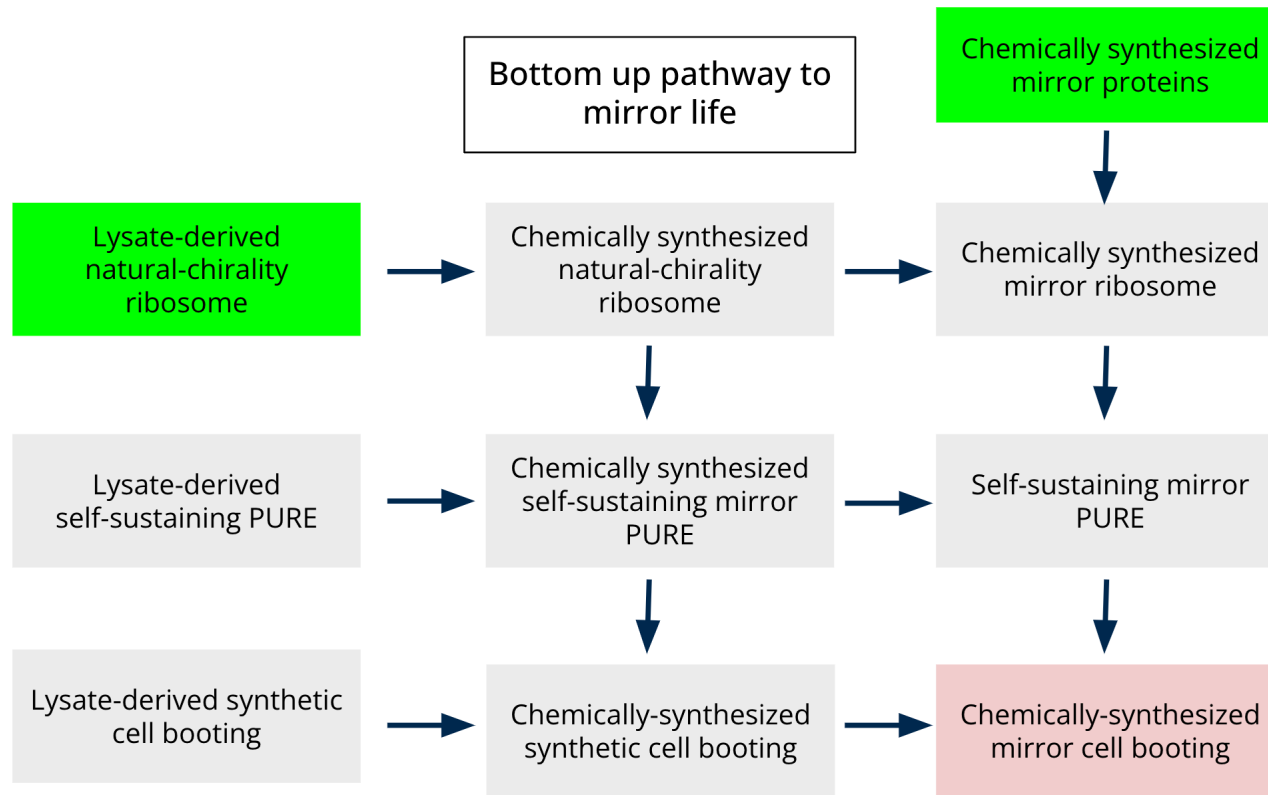 Bottom up pathway to
mirror life
Chemically synthesized
mirror proteins
Lysate-derived
natural-chirality
ribosome
Chemically synthesized
natural-chirality
ribosome
Chemically synthesized
mirror ribosome
Lysate-derived
self-sustaining PURE
Chemically synthesized
self-sustaining mirror
PURE
Self-sustaining mirror
PURE
Lysate-derived synthetic
cell booting
Chemically-synthesized
synthetic cell booting
Chemically-synthesized
mirror cell booting